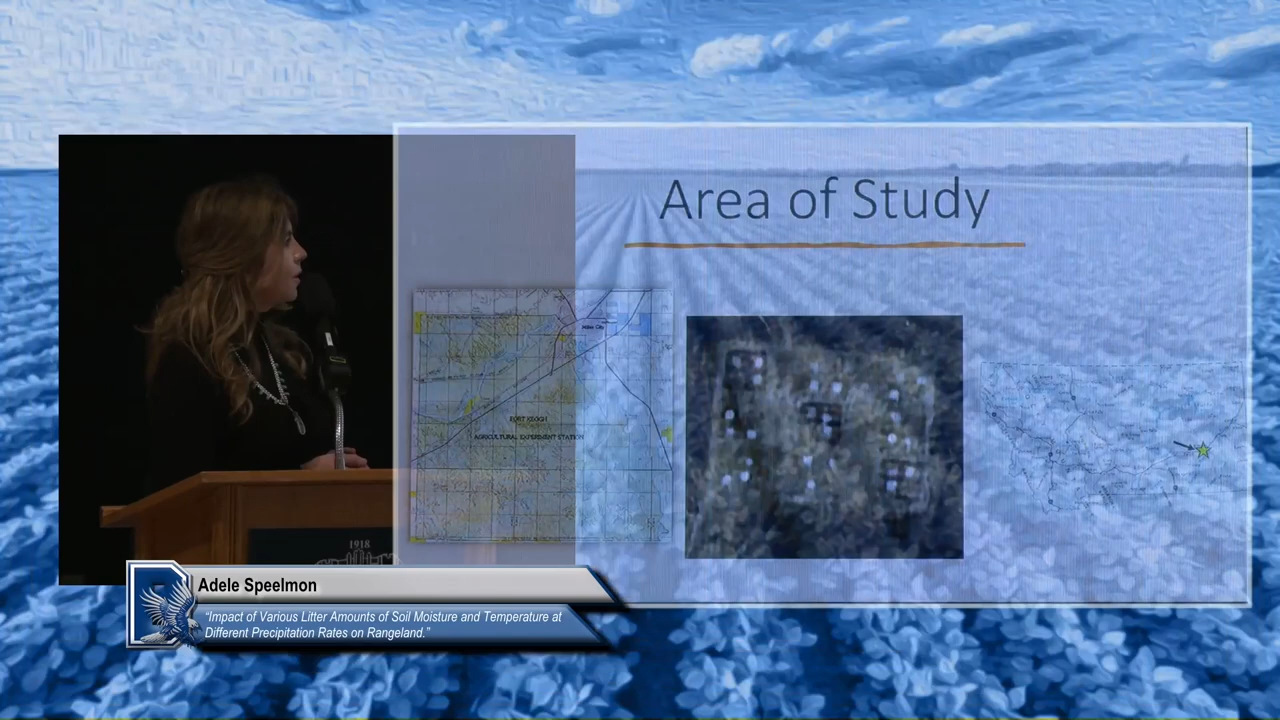 Area of Study
Miles City
FORT KEOGH
AGRICULTURAL EXPERIMENT STATION
1918
Adele Speelmon
“Impact of Various Litter Amounts of Soil Moisture and Temperature at
Different Precipitation Rates on Rangeland.”